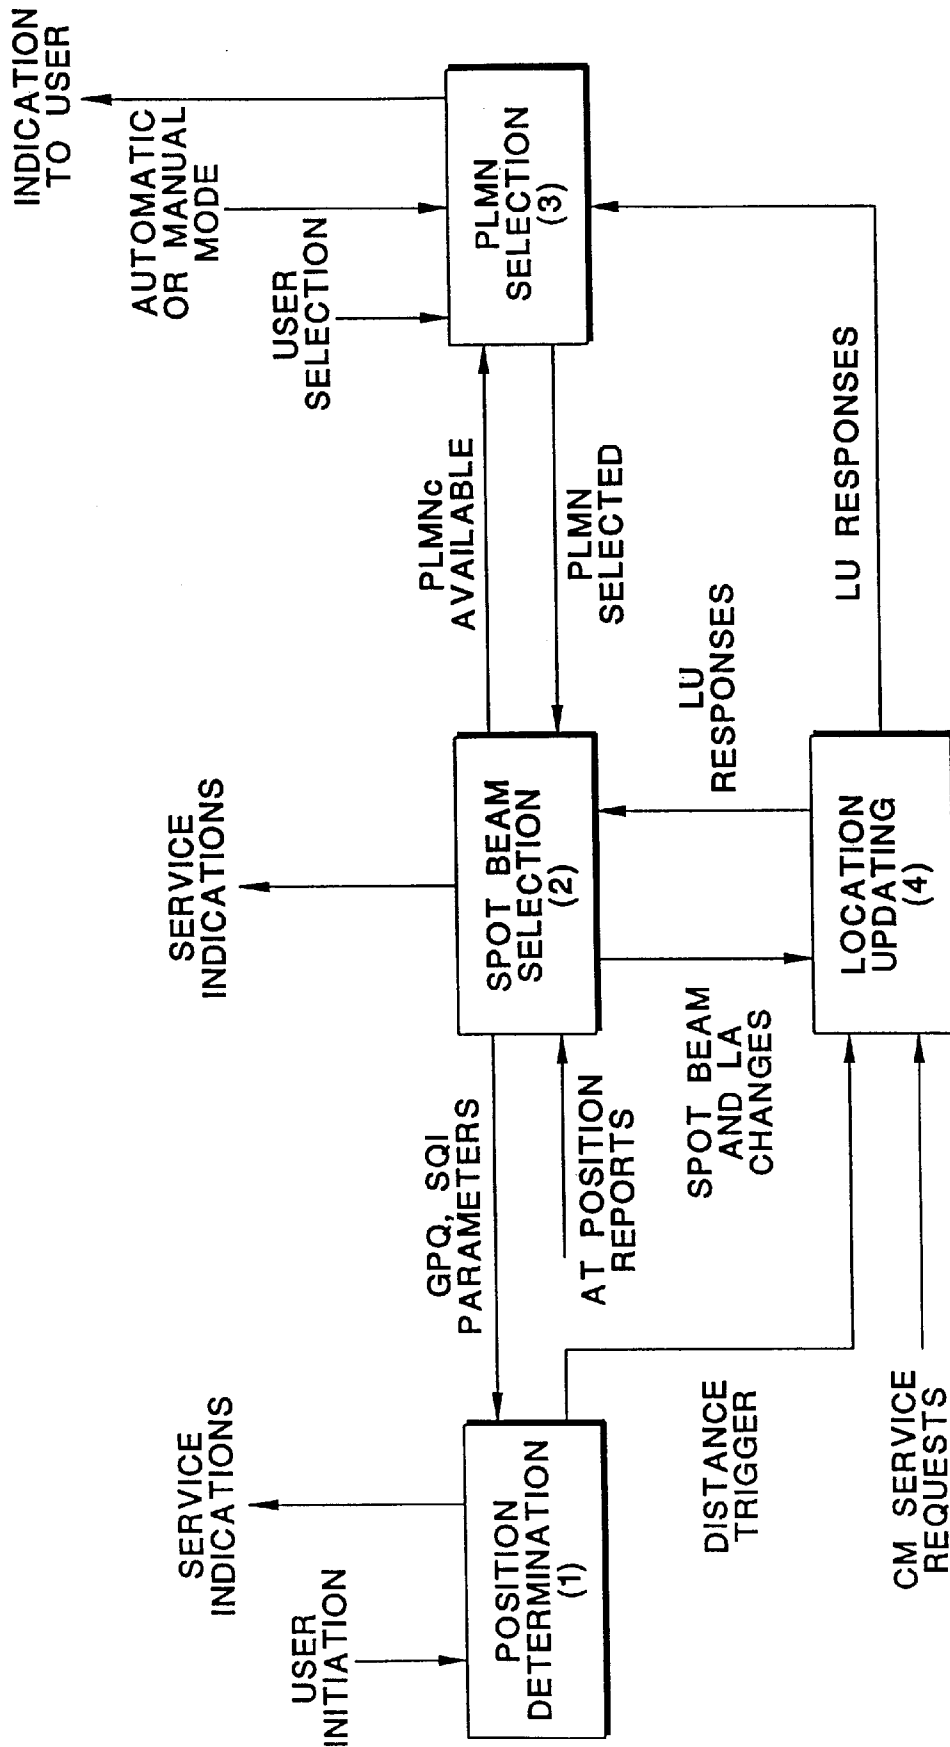 USER
INITIATION
SERVICE
INDICATIONS
POSITION
DETERMINATION
(1)
GPQ, SQI
PARAMETERS
AT POSITION
REPORTS
DISTANCE
TRIGGER
CM SERVICE
REQUESTS
SERVICE
INDICATIONS
SPOT BEAM
SELECTION
(2)
SPOT BEAM
AND LA
CHANGES
LU
RESPONSES
LOCATION
UPDATING
(4)
PLMNc
AVAILABLE
PLMN
SELECTED
LU RESPONSES
USER
SELECTION
AUTOMATIC
OR MANUAL
MODE
INDICATION
TO USER
PLMN
SELECTION
(3)